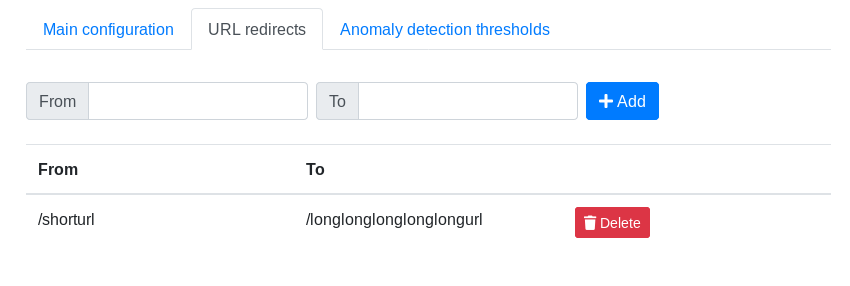 Main configuration URL redirects Anomaly detection thresholds
From To Add
From To
/shorturl /longlonglonglonglongurl Delete